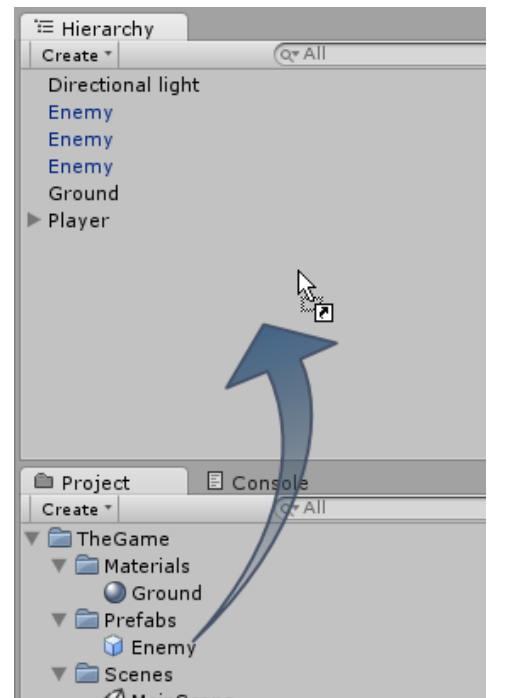 Hierarchy
Create All
Directional light
Enemy
Enemy
Enemy
Ground
Player
Project Console
Create All
TheGame
Materials
Ground
Prefabs
Enemy
Scenes